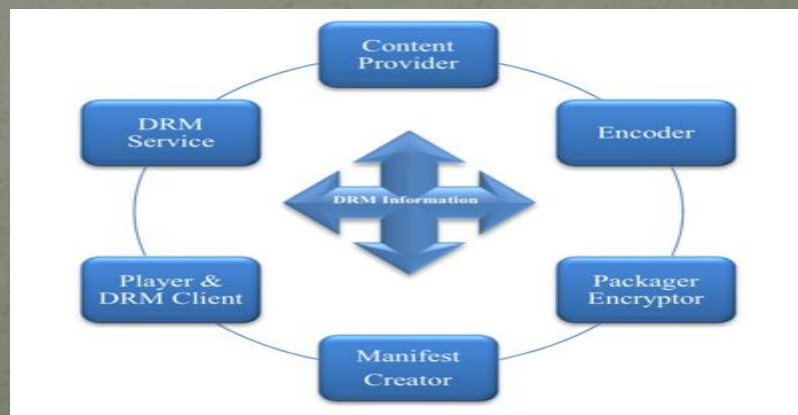 Content
Provider
DRM
Service
Encoder
DRM Information
Player &
DRM Client
Packager
Encryptor
Manifest
Creator